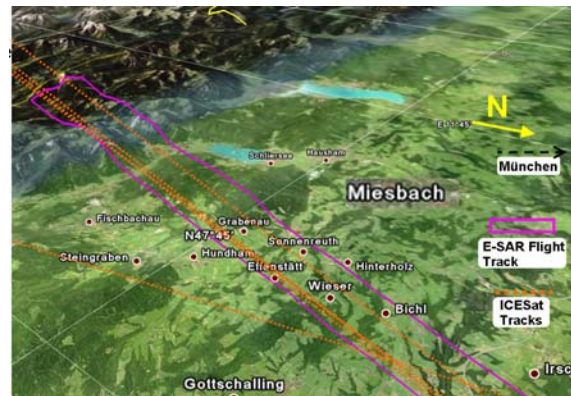 N
E 11°45'
München
Schliersee
Hausham
Miesbach
Fischbachau
Grabenau
N47°45'
Sonnenreuth
E-SAR Flight
Track
Steingraben
Hundham
Hinterholz
Ellenstätt
Wieser
ICESat
Tracks
Bichl
Irsc
Gottschalling